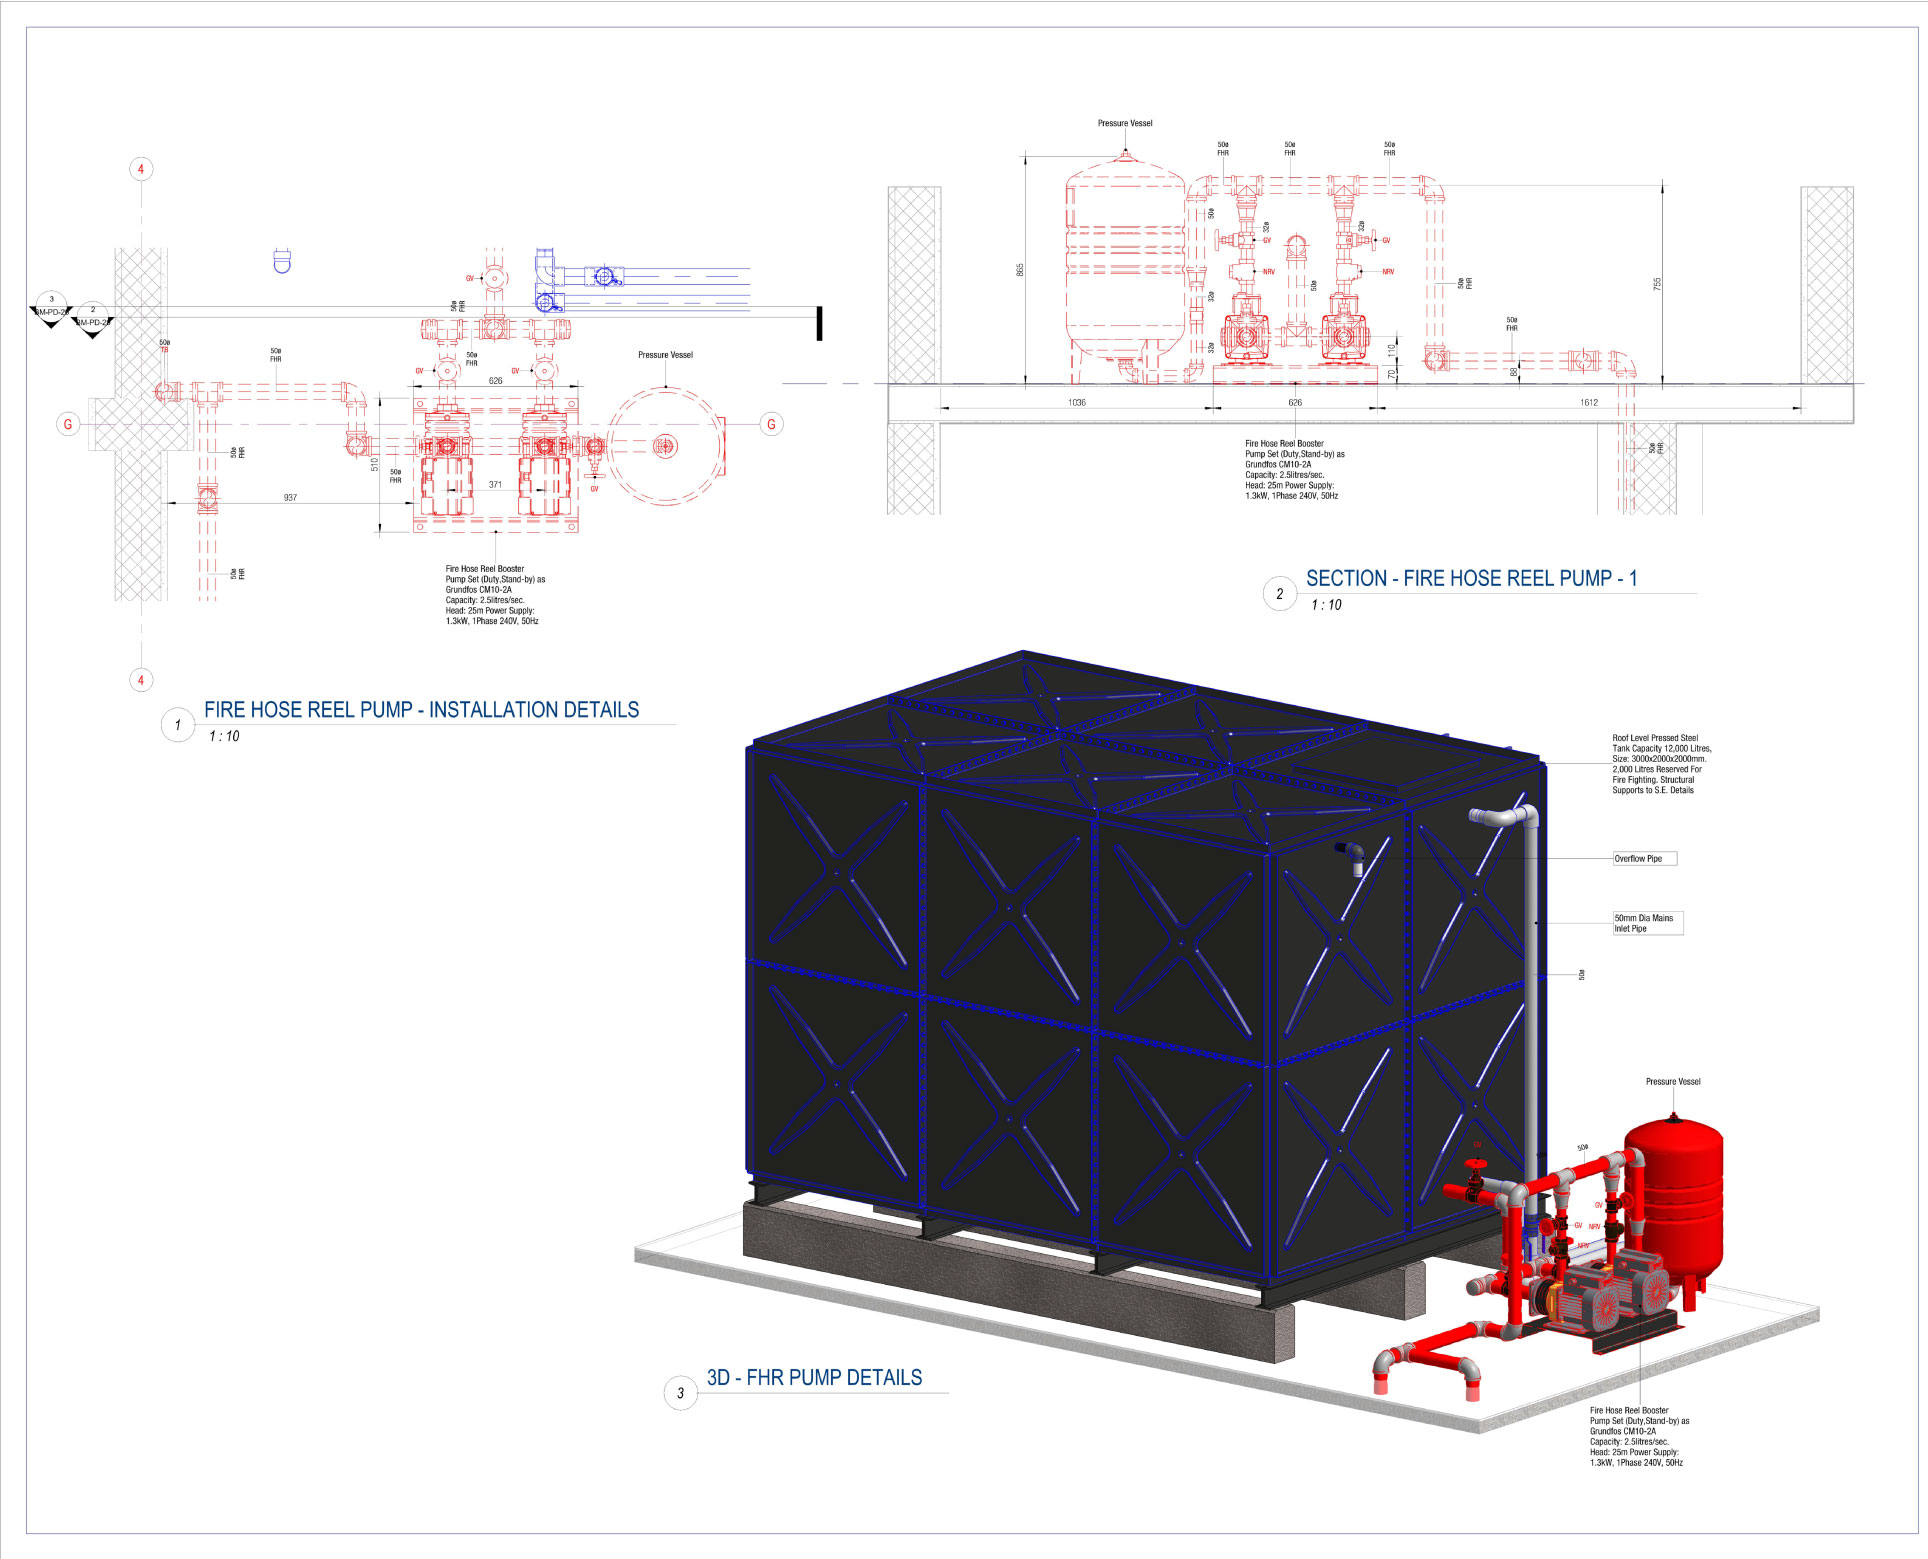 4
3
BM-PD-26
2
BM-PD-26
50ø
TB
50ø
FHR
GV
50ø
FHR
50ø
FHR
GV
GV
626
Pressure Vessel
G
G
50ø
FHR
510
50ø
FHR
371
GV
937
50ø
FHR
Fire Hose Reel Booster
Pump Set (Duty,Stand-by) as
Grundfos CM10-2A
Capacity: 2.5litres/sec.
Head: 25m Power Supply:
1.3kW, 1Phase 240V, 50Hz
4
1
FIRE HOSE REEL PUMP - INSTALLATION DETAILS
1 : 10
Pressure Vessel
50ø
FHR
50ø
FHR
50ø
FHR
865
50ø
32ø
GV
NRV
32ø
GV
NRV
50ø
32ø
32ø
50ø
FHR
755
50ø
FHR
110
70
88
1036
626
1612
50ø
FHR
Fire Hose Reel Booster
Pump Set (Duty,Stand-by) as
Grundfos CM10-2A
Capacity: 2.5litres/sec.
Head: 25m Power Supply:
1.3kW, 1Phase 240V, 50Hz
2
SECTION - FIRE HOSE REEL PUMP - 1
1 : 10
Roof Level Pressed Steel
Tank Capacity 12,000 Litres,
Size: 3000x2000x2000mm.
2,000 Litres Reserved For
Fire Fighting. Structural
Supports to S.E. Details
Overflow Pipe
50mm Dia Mains
Inlet Pipe
50ø
Pressure Vessel
50ø
GV
GV
NRV
GV
NRV
3
3D - FHR PUMP DETAILS
Fire Hose Reel Booster
Pump Set (Duty,Stand-by) as
Grundfos CM10-2A
Capacity: 2.5litres/sec.
Head: 25m Power Supply:
1.3kW, 1Phase 240V, 50Hz